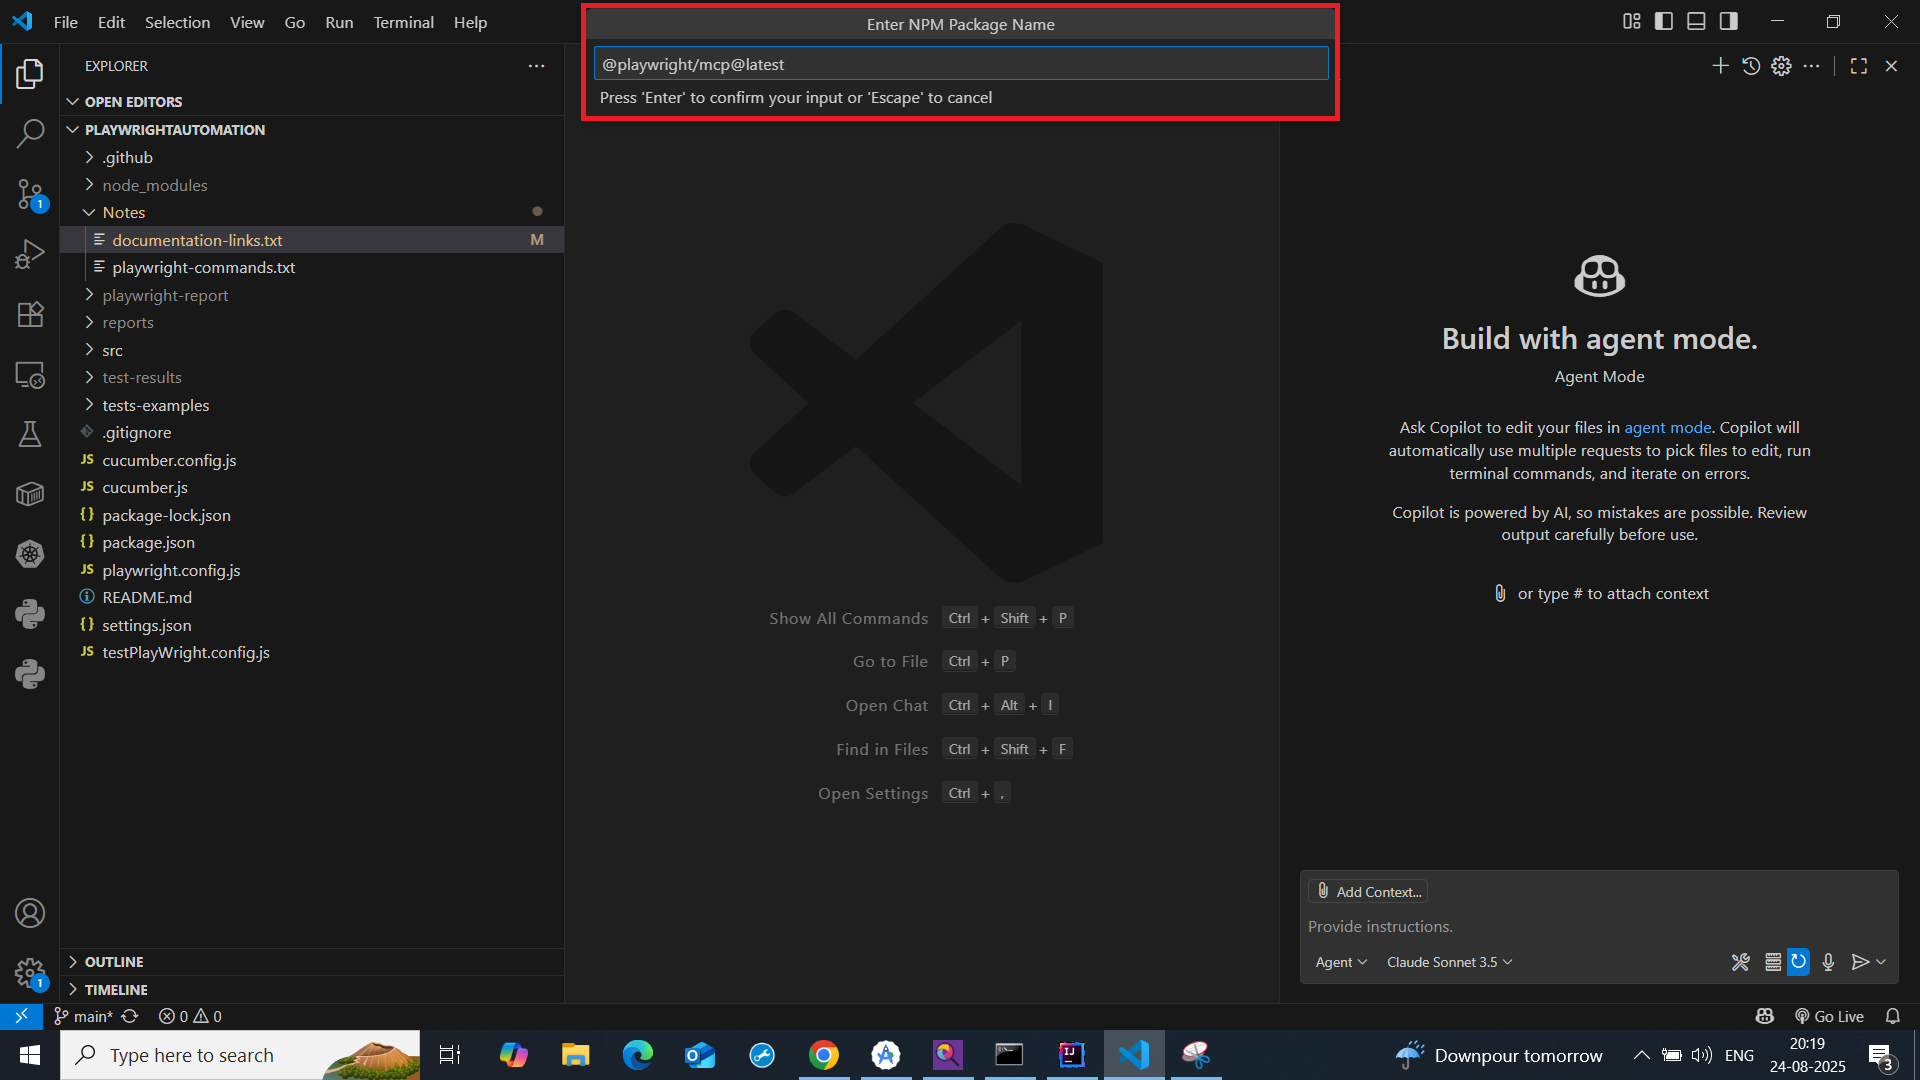 File Edit Selection View Go Run Terminal Help
Enter NPM Package Name
@playwright/mcp@latest
Press 'Enter' to confirm your input or 'Escape' to cancel
EXPLORER
OPEN EDITORS
PLAYWRIGHTAUTOMATION
.github
node_modules
Notes
documentation-links.txt M
playwright-commands.txt
playwright-report
reports
src
test-results
tests-examples
.gitignore
JS cucumber.config.js
JS cucumber.js
{} package-lock.json
{} package.json
JS playwright.config.js
README.md
{} settings.json
JS testPlayWright.config.js
OUTLINE
TIMELINE
1
1
Show All Commands Ctrl + Shift + P
Go to File Ctrl + P
Open Chat Ctrl + Alt + I
Find in Files Ctrl + Shift + F
Open Settings Ctrl + ,
Build with agent mode.
Agent Mode
Ask Copilot to edit your files in agent mode. Copilot will
automatically use multiple requests to pick files to edit, run
terminal commands, and iterate on errors.
Copilot is powered by AI, so mistakes are possible. Review
output carefully before use.
or type # to attach context
Add Context...
Provide instructions.
Agent Claude Sonnet 3.5
main* 0 0
Go Live
Type here to search
Downpour tomorrow
ENG
20:19
24-08-2025
3